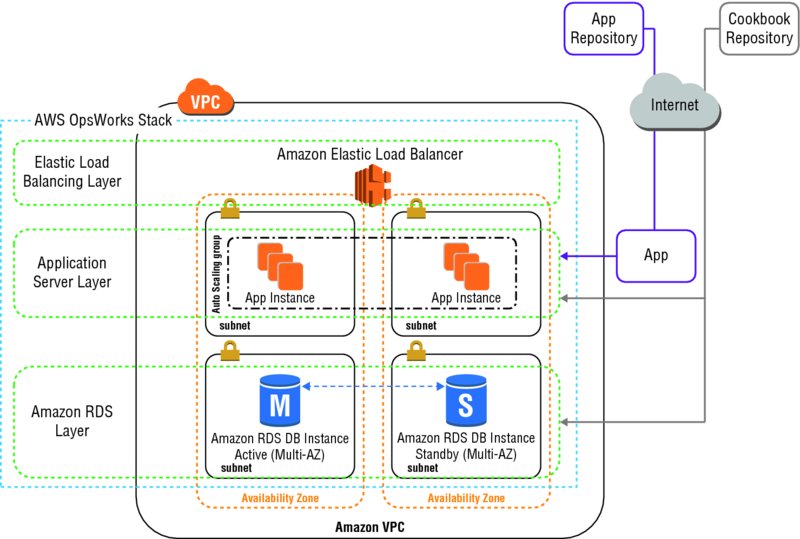 App
Repository
Cookbook
Repository
Internet
VPC
AWS OpsWorks Stack
Elastic Load
Balancing Layer
Amazon Elastic Load Balancer
Application
Server Layer
Auto Scaling group
App Instance
App Instance
App
subnet
subnet
Amazon RDS
Layer
M
S
Amazon RDS DB Instance
Active (Multi-AZ)
Amazon RDS DB Instance
Standby (Multi-AZ)
subnet
subnet
Availability Zone
Availability Zone
Amazon VPC